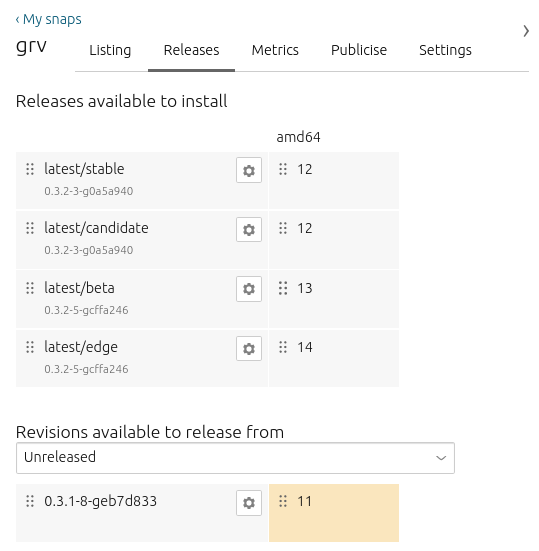 ‹ My snaps
grv
Listing Releases Metrics Publicise Settings
Releases available to install
amd64
latest/stable 12
0.3.2-3-g0a5a940
latest/candidate 12
0.3.2-3-g0a5a940
latest/beta 13
0.3.2-5-gcffa246
latest/edge 14
0.3.2-5-gcffa246
Revisions available to release from
Unreleased
0.3.1-8-geb7d833 11